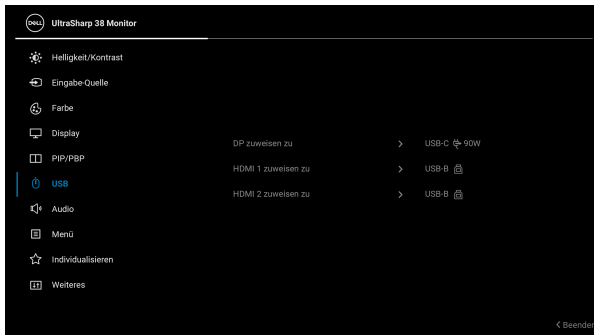 DELL UltraSharp 38 Monitor
Helligkeit/Kontrast
Eingabe-Quelle
Farbe
Display
DP zuweisen zu USB-C 90W
PIP/PBP
HDMI 1 zuweisen zu USB-B
USB
HDMI 2 zuweisen zu USB-B
Audio
Menü
Individualisieren
Weiteres
Beenden